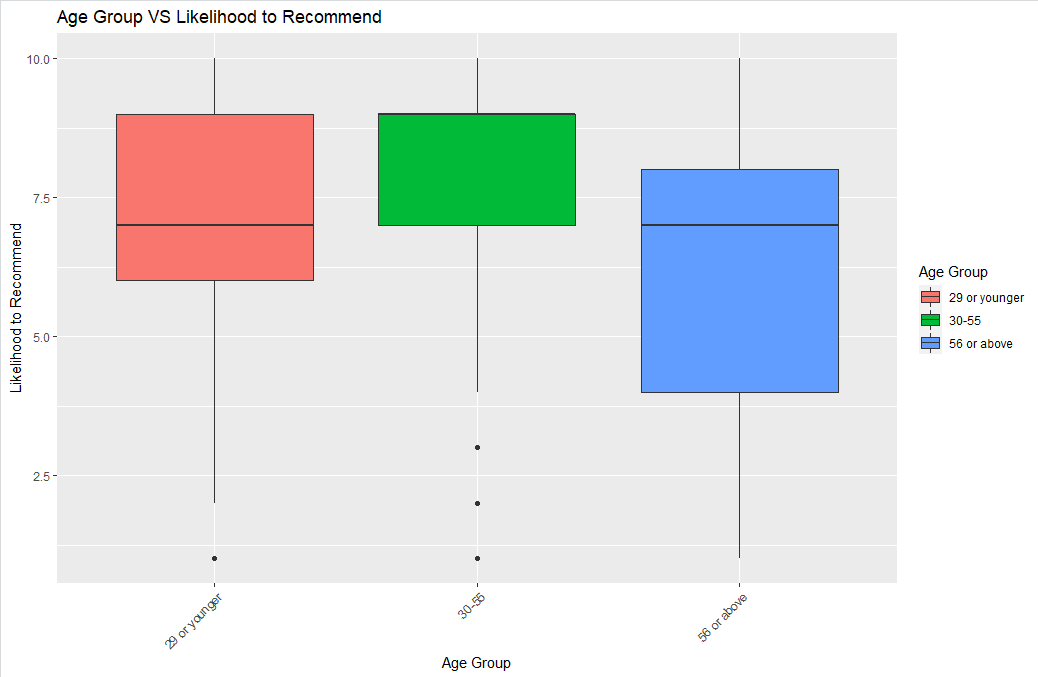 Age Group VS Likelihood to Recommend
Likelihood to Recommend
10.0
7.5
5.0
2.5
29 or younger
30-55
56 or above
Age Group
Age Group
29 or younger
30-55
56 or above